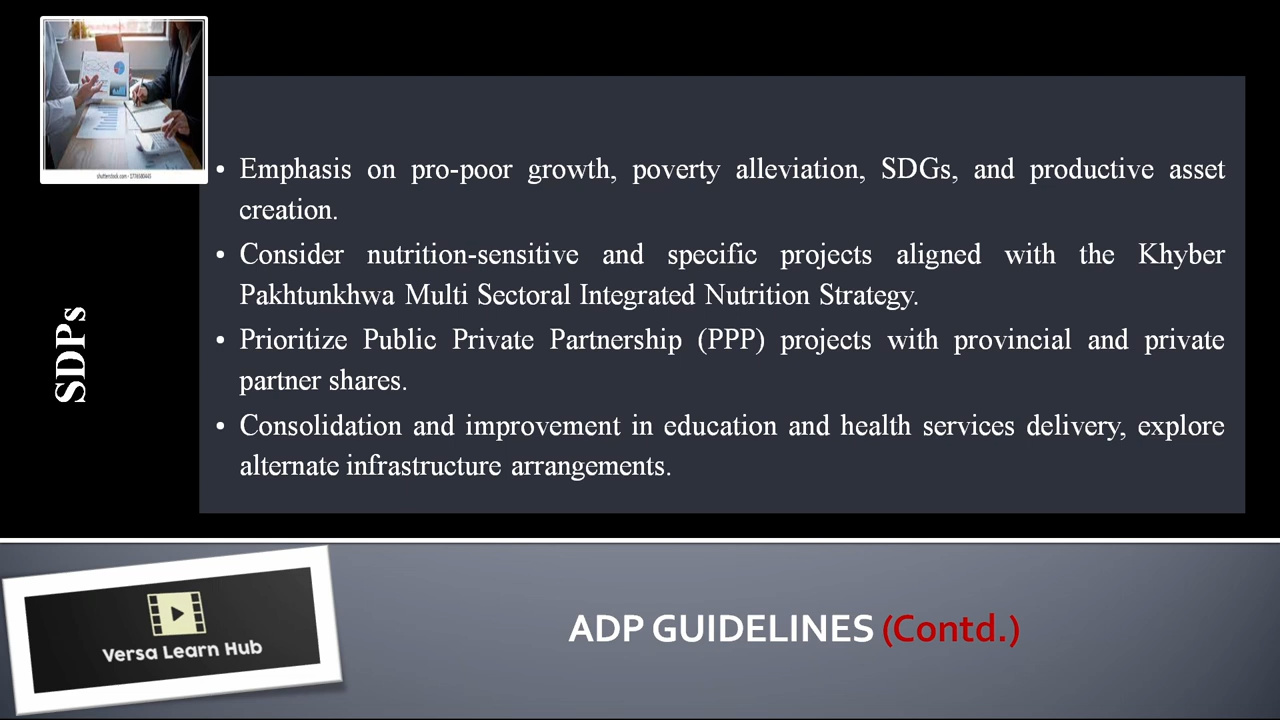 shutterstock.com · 1776580445
• Emphasis on pro-poor growth, poverty alleviation, SDGs, and productive asset
creation.
• Consider nutrition-sensitive and specific projects aligned with the Khyber
Pakhtunkhwa Multi Sectoral Integrated Nutrition Strategy.
• Prioritize Public Private Partnership (PPP) projects with provincial and private
partner shares.
• Consolidation and improvement in education and health services delivery, explore
alternate infrastructure arrangements.
SDPs
Versa Learn Hub
ADP GUIDELINES (Contd.)